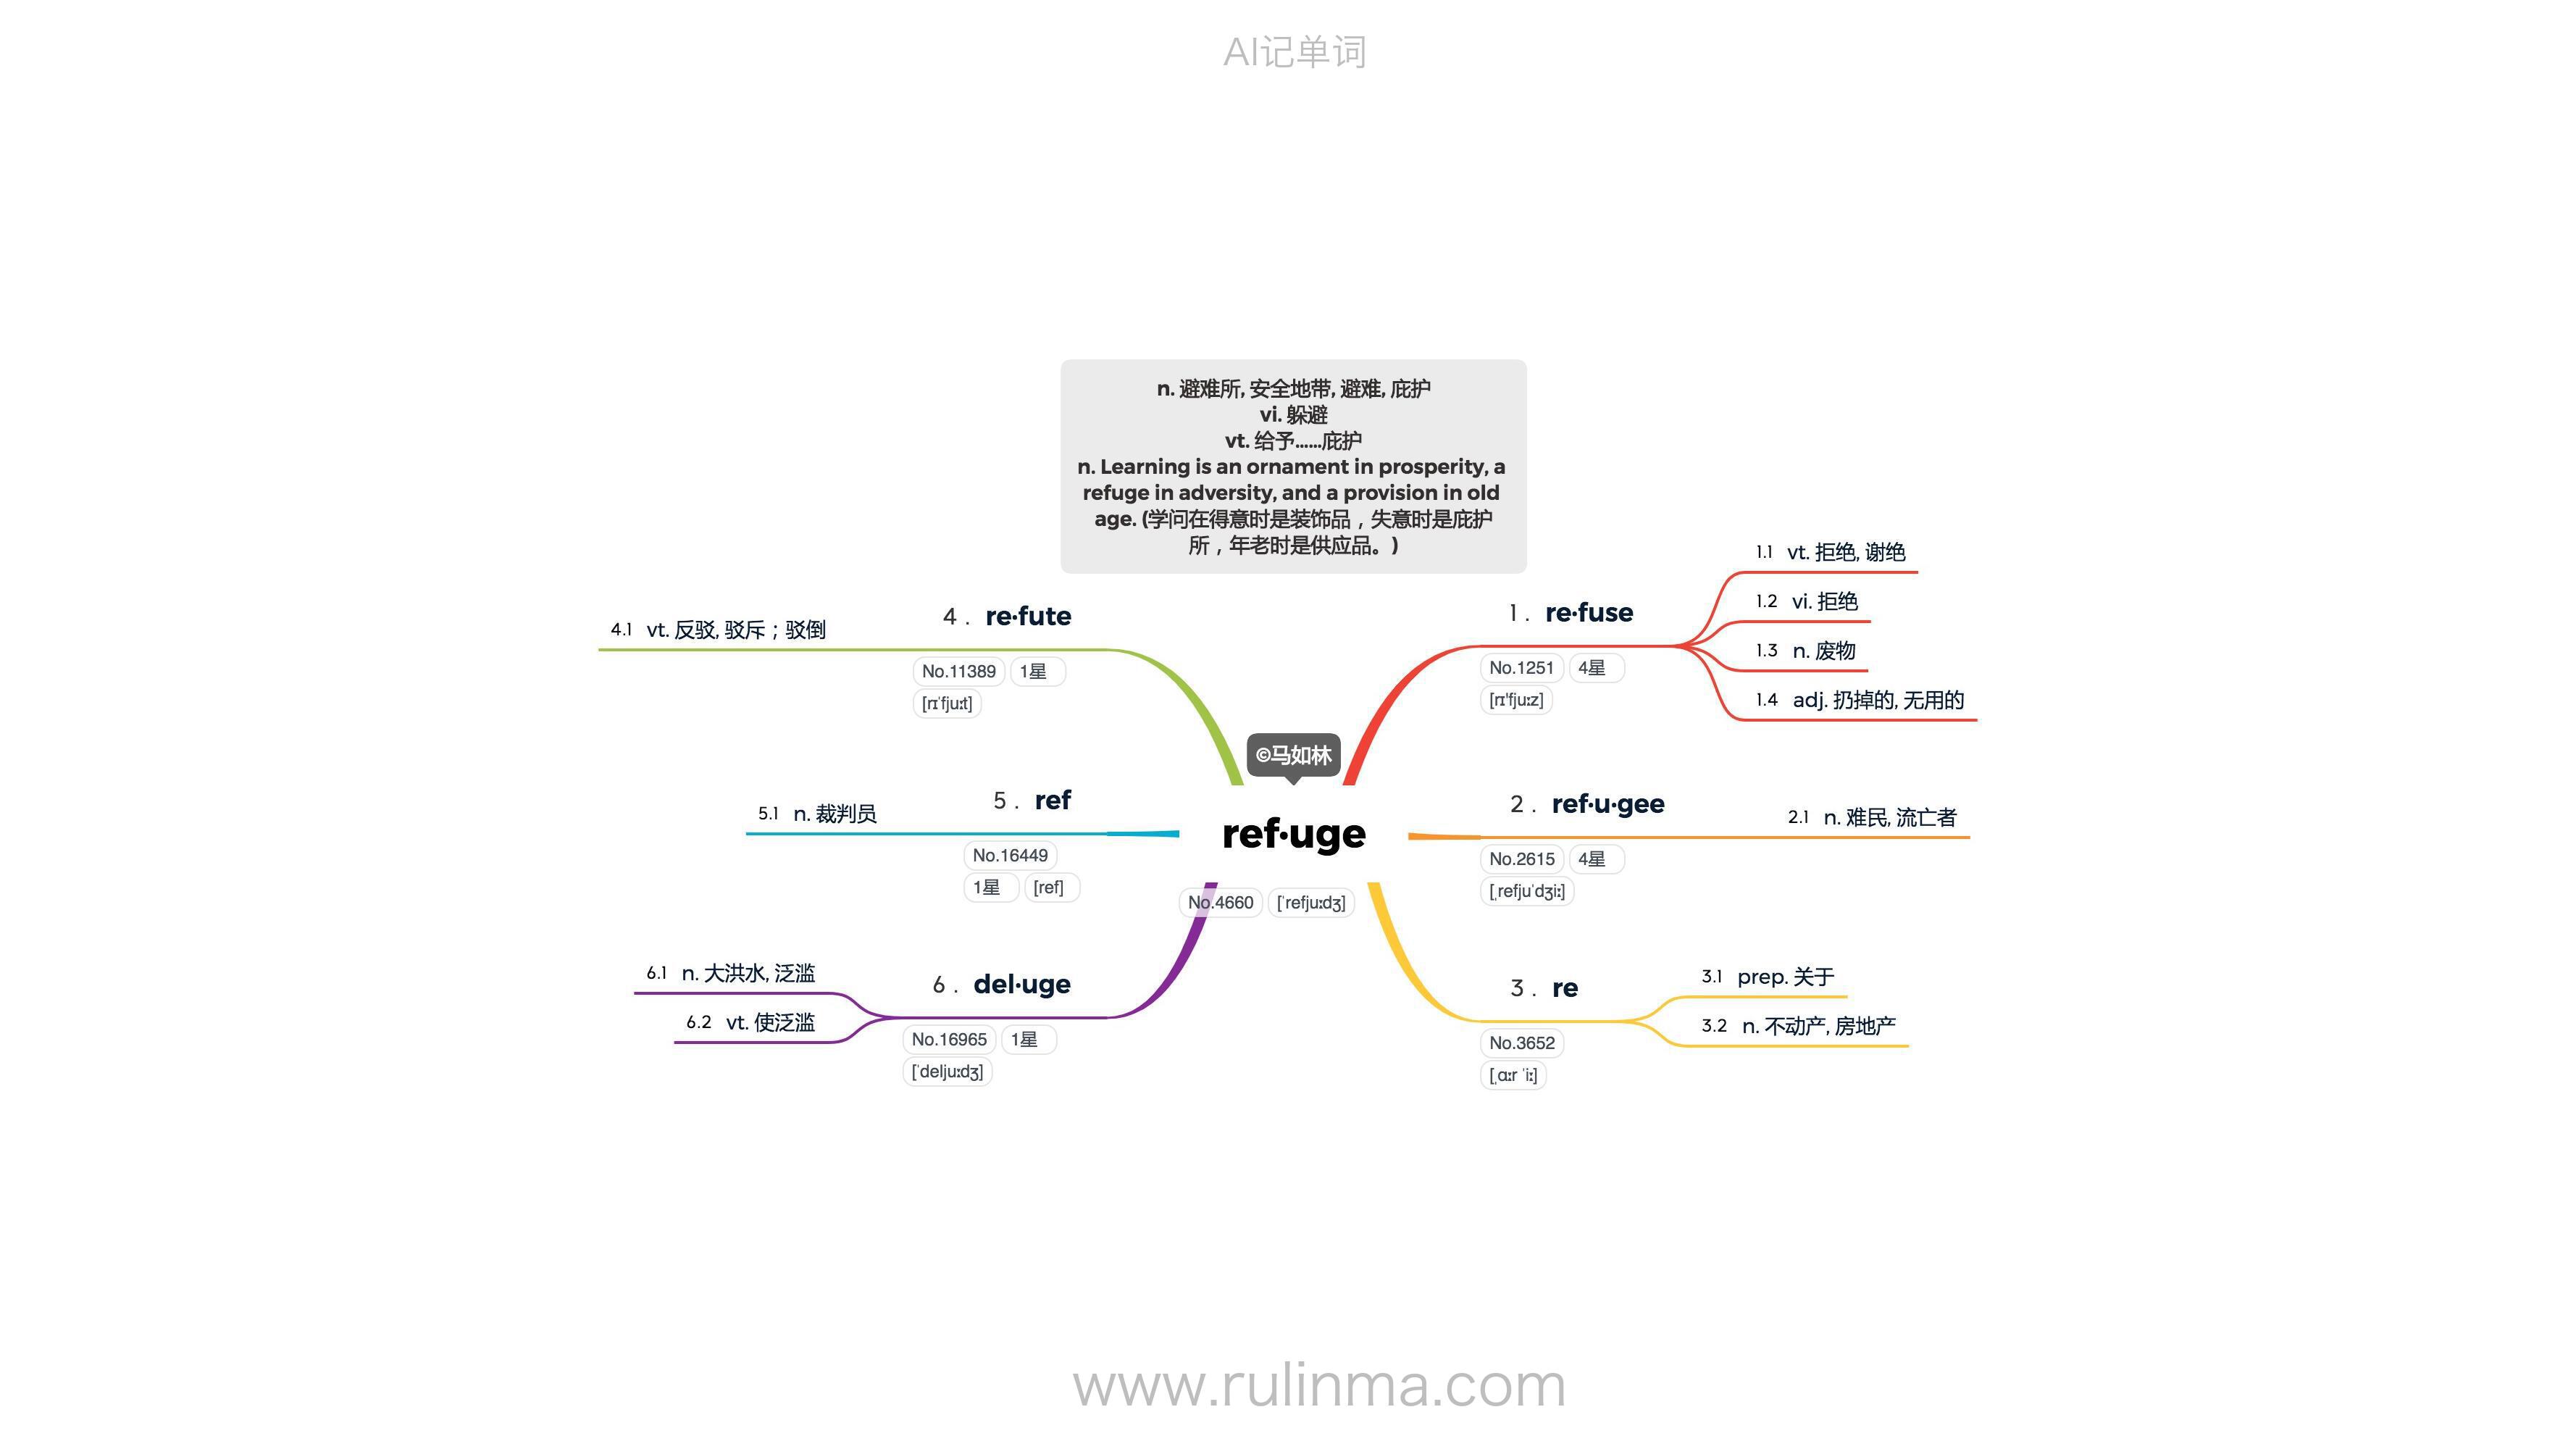 AI记单词
n. 避难所, 安全地带, 避难, 庇护
vi. 躲避
vt. 给予......庇护
n. Learning is an ornament in prosperity, a
refuge in adversity, and a provision in old
age. (学问在得意时是装饰品，失意时是庇护
所，年老时是供应品。)
©马如林
ref·uge
No.4660 [ˈrefjuːdʒ]
1. re·fuse
No.1251 4星
[rɪ'fjuːz]
1.1 vt. 拒绝, 谢绝
1.2 vi. 拒绝
1.3 n. 废物
1.4 adj. 扔掉的, 无用的
2. ref·u·gee
No.2615 4星
[ˌrefjuˈdʒiː]
2.1 n. 难民, 流亡者
3. re
No.3652
[ˌɑːr ˈiː]
3.1 prep. 关于
3.2 n. 不动产, 房地产
4. re·fute
No.11389 1星
[rɪˈfjuːt]
4.1 vt. 反驳, 驳斥；驳倒
5. ref
No.16449
1星 [ref]
5.1 n. 裁判员
6. del·uge
No.16965 1星
[ˈdeljuːdʒ]
6.1 n. 大洪水, 泛滥
6.2 vt. 使泛滥
www.rulinma.com